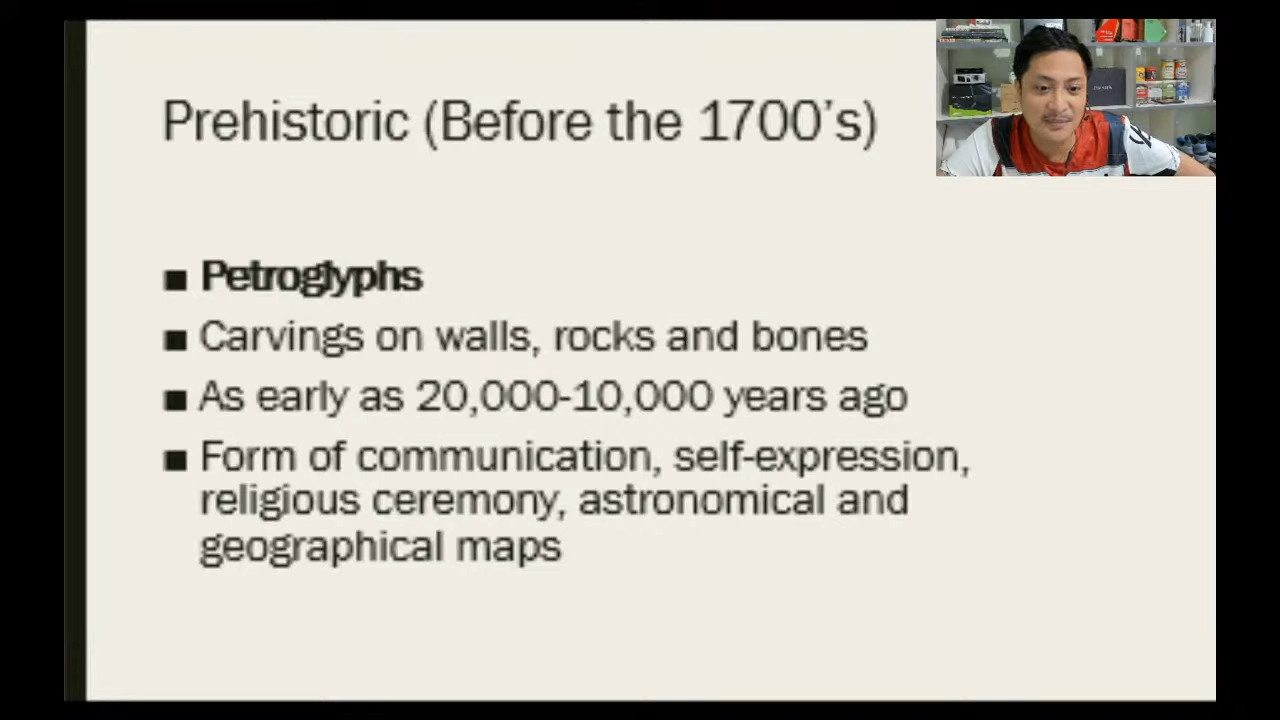 Prehistoric (Before the 1700's)
■ Petroglyphs
■ Carvings on walls, rocks and bones
■ As early as 20,000-10,000 years ago
■ Form of communication, self-expression,
religious ceremony, astronomical and
geographical maps